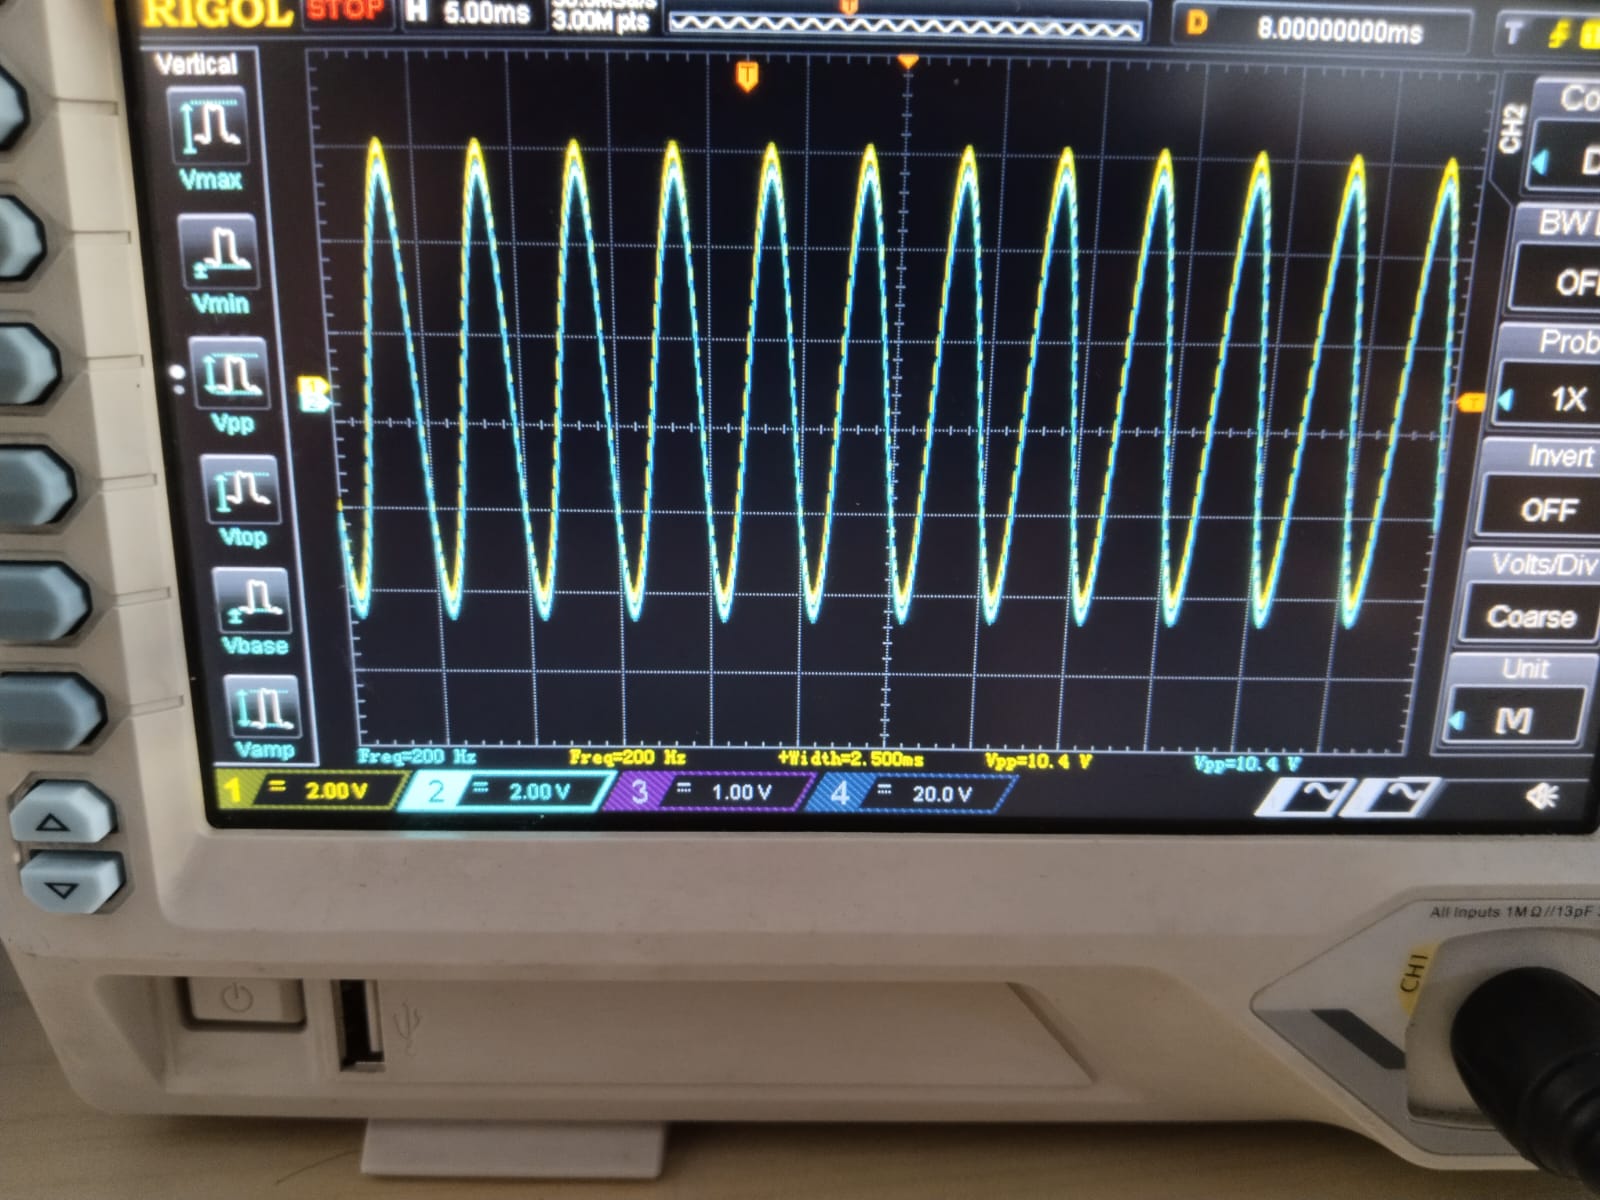 RIGOL STOP H 5.00ms 3.00M pts D 8.00000000ms T
Vertical
Vmax
Vmin
Vpp
Vtop
Vbase
Vamp
T
1
2
T
CH2
Co
D
BW
OF
Prob
1X
Invert
OFF
Volts/Div
Coarse
Unit
[V]
Freq=200 Hz Freq=200 Hz +Width=2.500ms Vpp=10.4 V Vpp=10.4 V
1 2.00 V 2 2.00 V 3 1.00 V 4 20.0 V
All Inputs 1MΩ//13pF
CH1